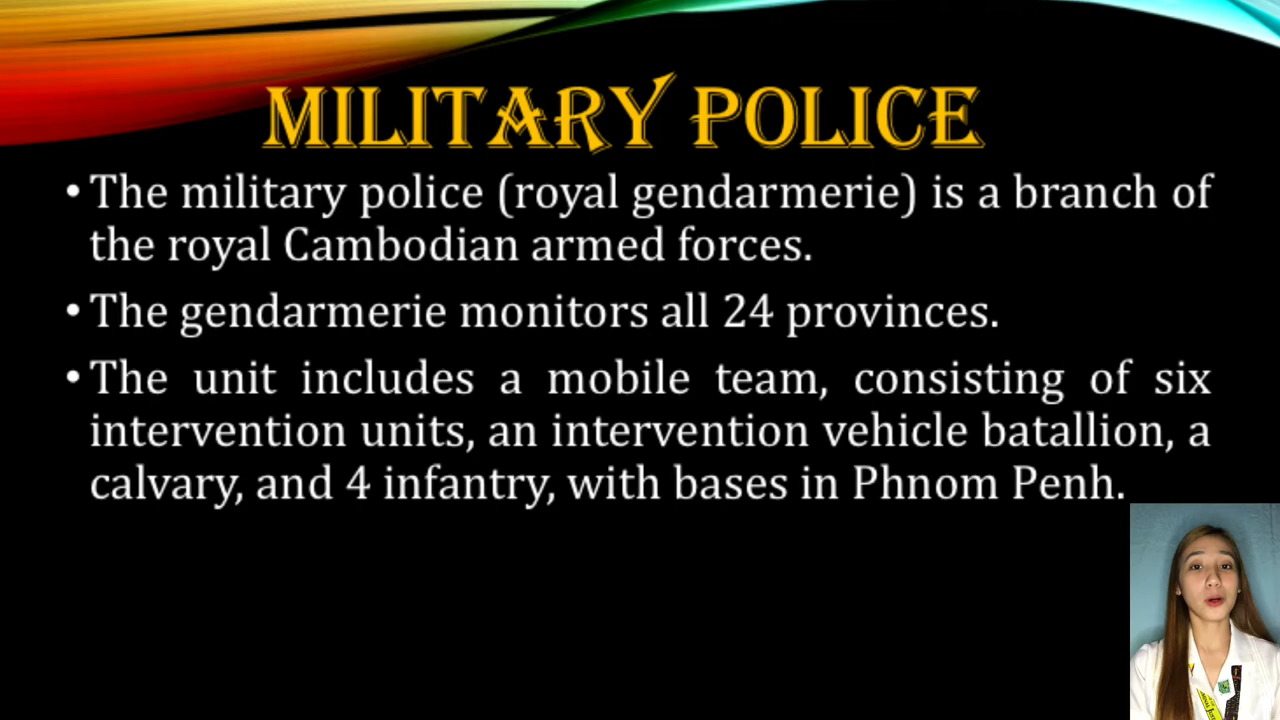 MILITARY POLICE
• The military police (royal gendarmerie) is a branch of
the royal Cambodian armed forces.
• The gendarmerie monitors all 24 provinces.
• The unit includes a mobile team, consisting of six
intervention units, an intervention vehicle batallion, a
calvary, and 4 infantry, with bases in Phnom Penh.